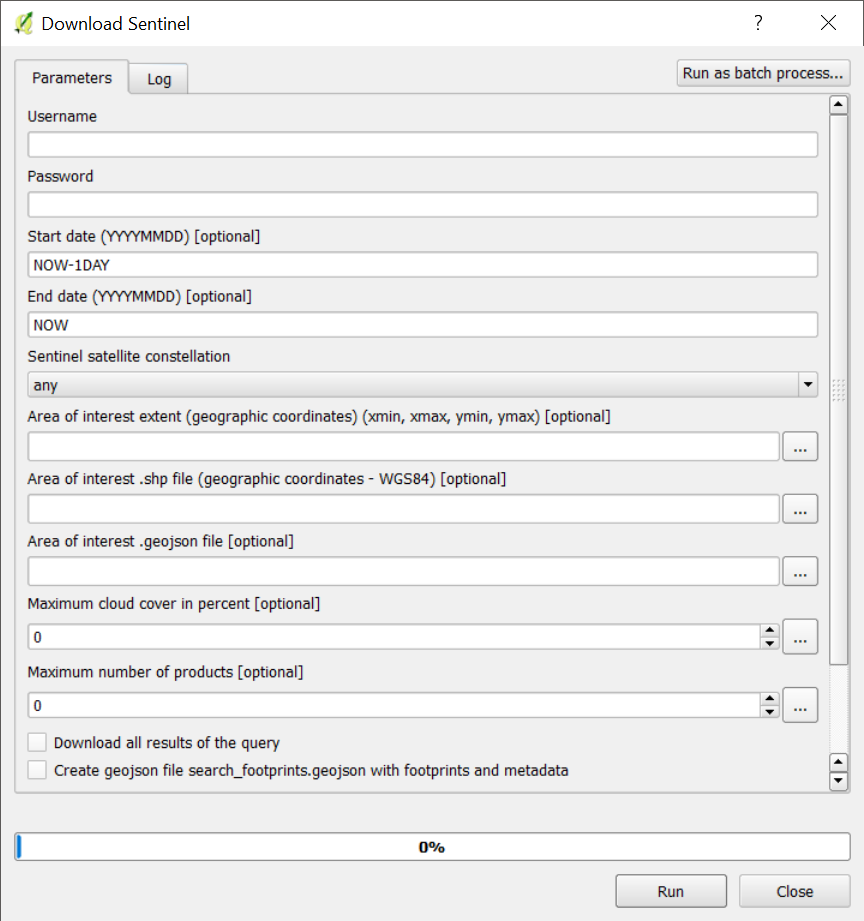 Download Sentinel
?
Parameters
Log
Run as batch process...
Username
Password
Start date (YYYYMMDD) [optional]
NOW-1DAY
End date (YYYYMMDD) [optional]
NOW
Sentinel satellite constellation
any
Area of interest extent (geographic coordinates) (xmin, xmax, ymin, ymax) [optional]
...
Area of interest .shp file (geographic coordinates - WGS84) [optional]
...
Area of interest .geojson file [optional]
...
Maximum cloud cover in percent [optional]
0
...
Maximum number of products [optional]
0
...
Download all results of the query
Create geojson file search_footprints.geojson with footprints and metadata
0%
Run
Close